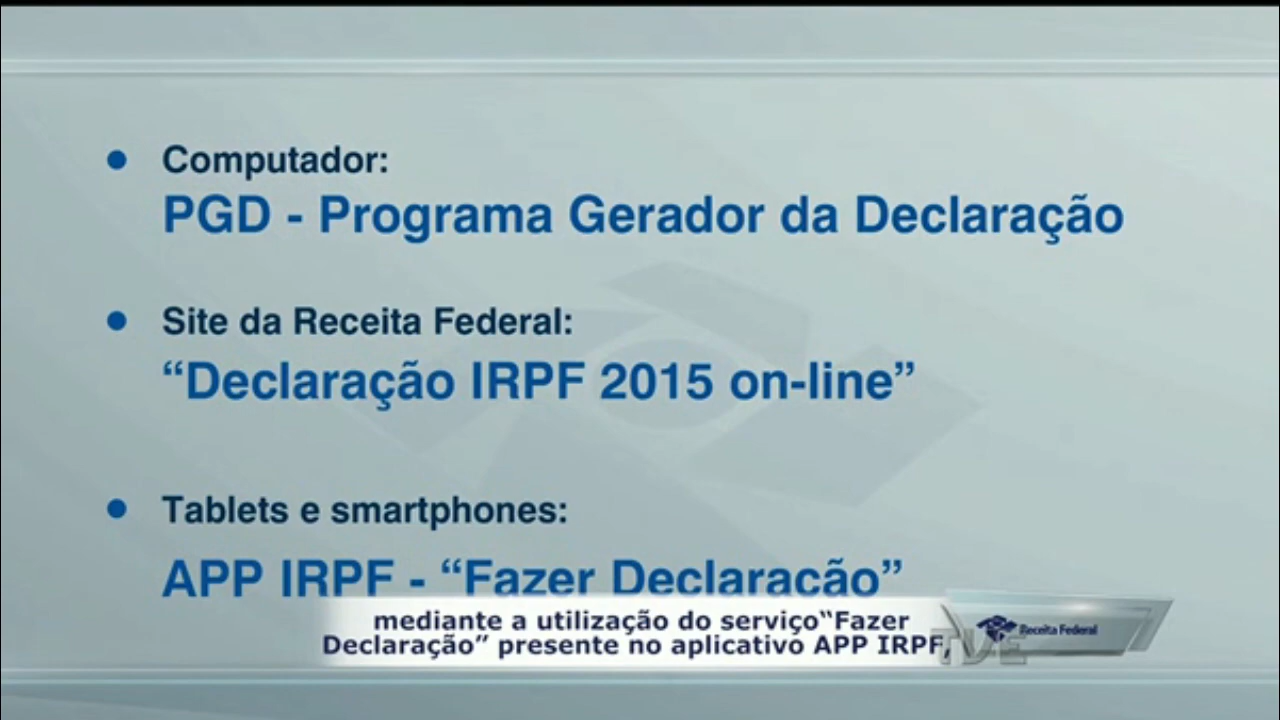 Computador:
PGD - Programa Gerador da Declaração
Site da Receita Federal:
“Declaração IRPF 2015 on-line”
Tablets e smartphones:
APP IRPF - “Fazer Declaração”
mediante a utilização do serviço“Fazer
Declaração” presente no aplicativo APP IRPF,
Receita Federal
TVE